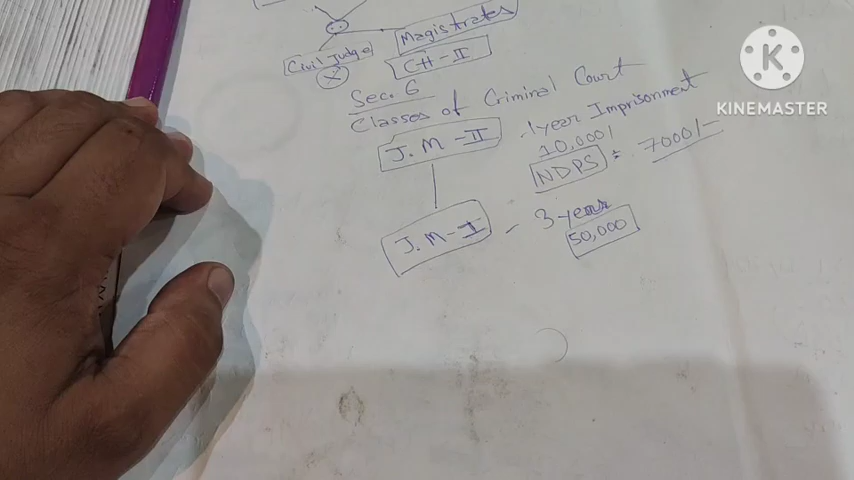 Civil Judge
Magistrates
CH-II
Sec. 6
Classes of Criminal Court
J.M-II
- 1year Imprisonment
10,000/
NDPS : 7000/-
J.M-I - 3 year
50,000
K
KINEMASTER